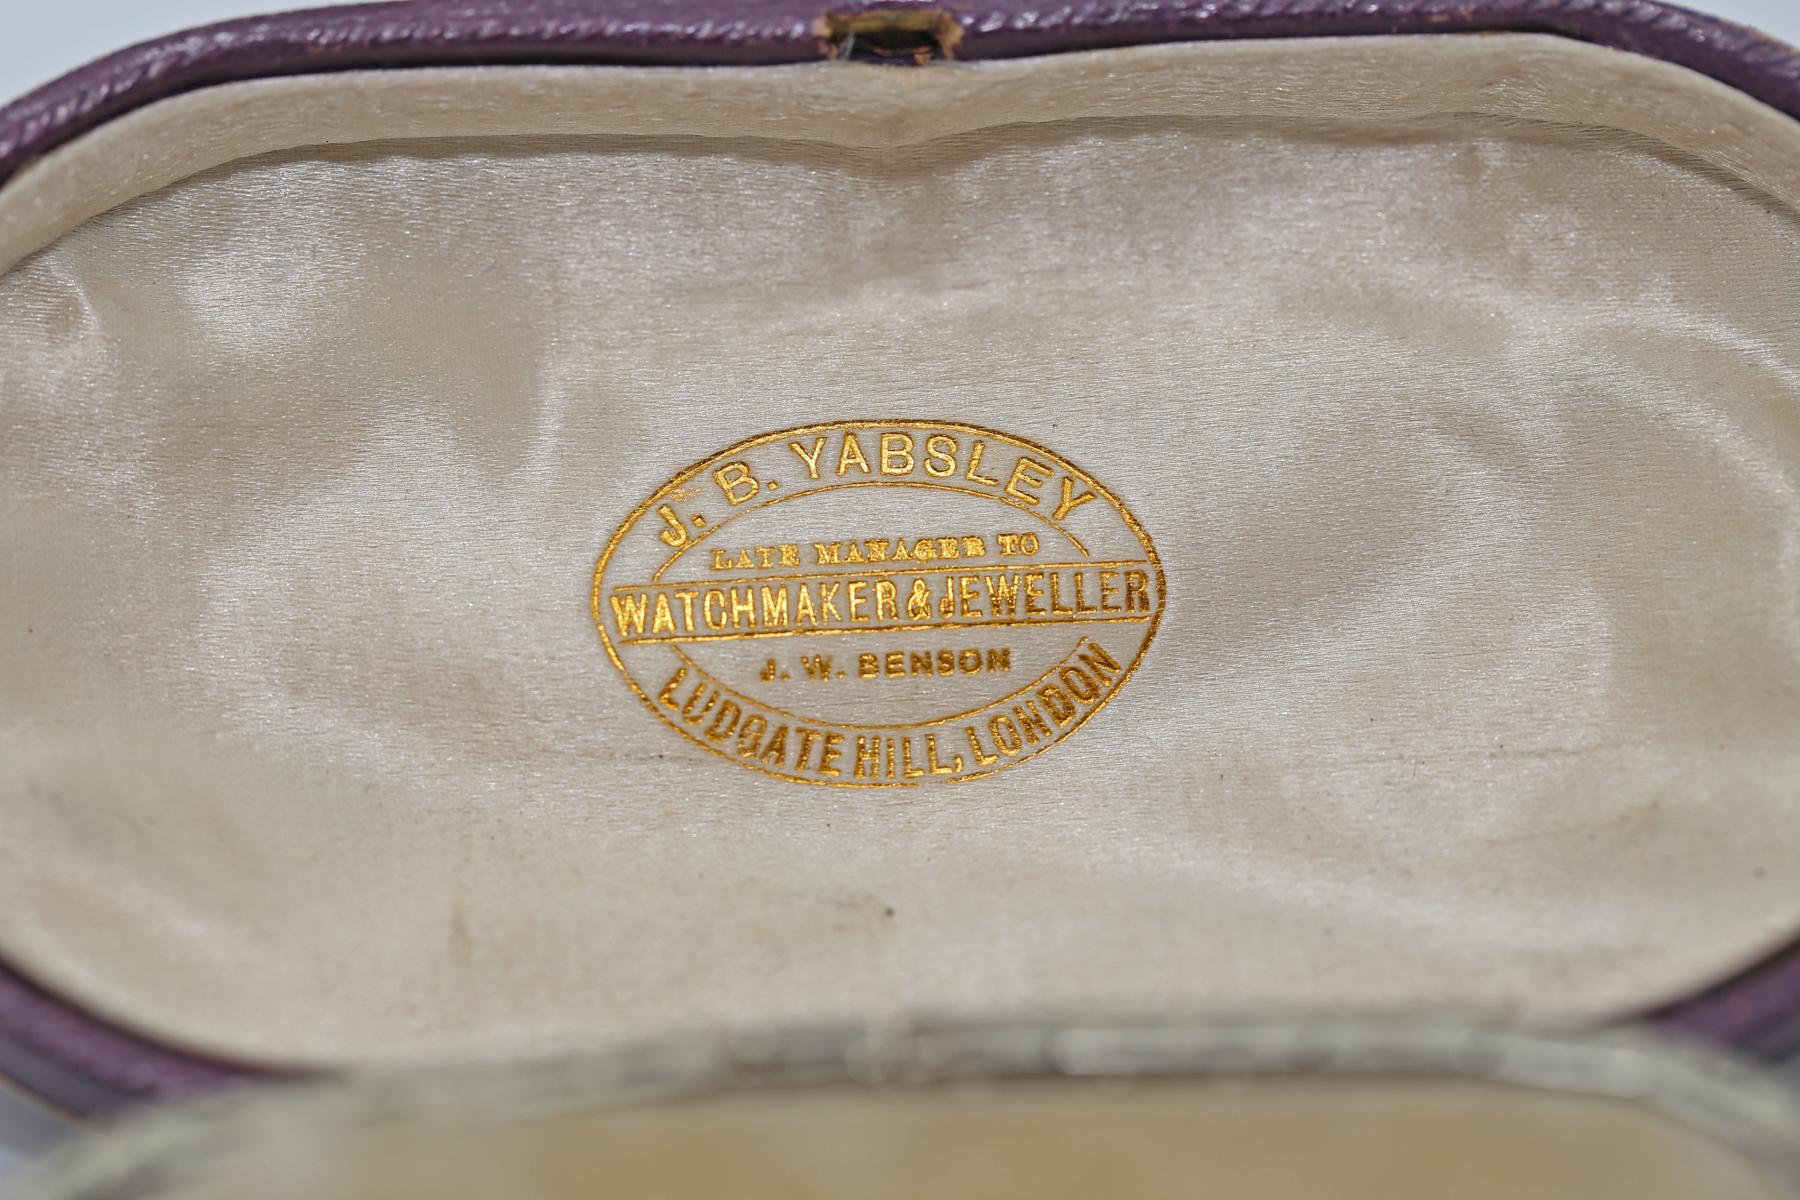 J. B. YABSLEY
LATE MANAGER TO
WATCHMAKER & JEWELLER
J. W. BENSON
LUDGATE HILL, LONDON